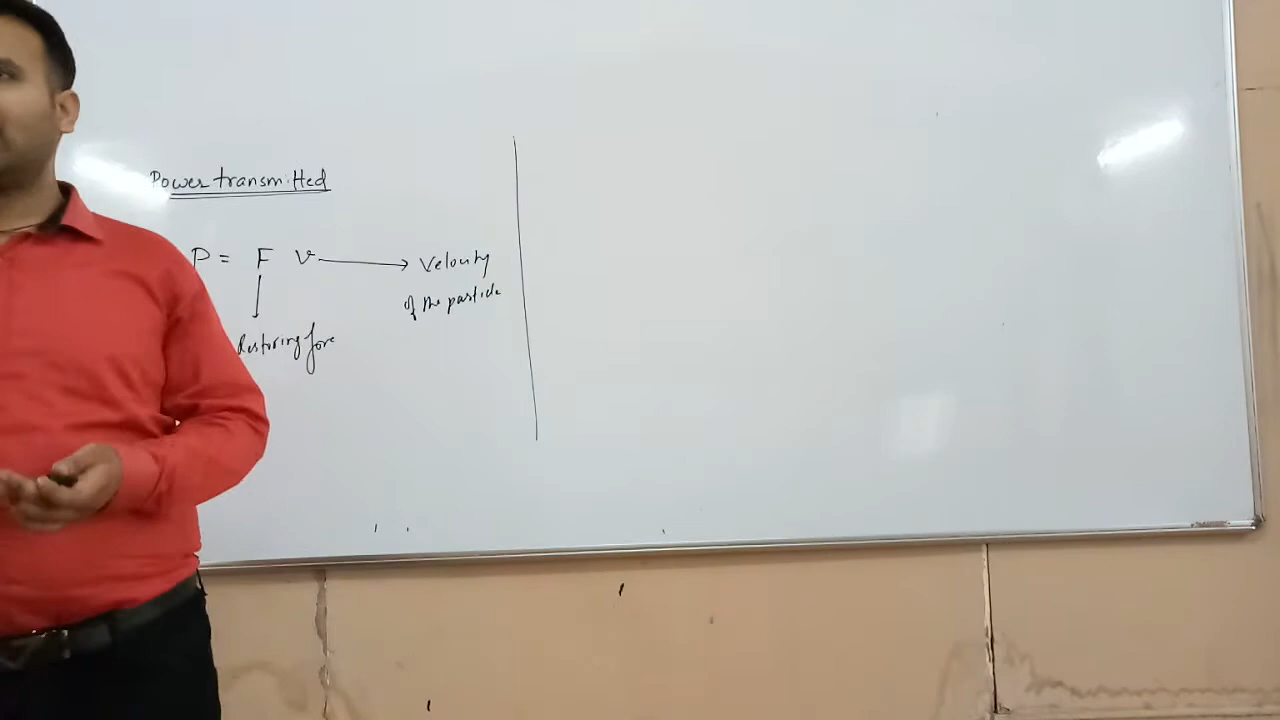 Power transmitted
P = F v → Velocity
of the particle
Restoring force